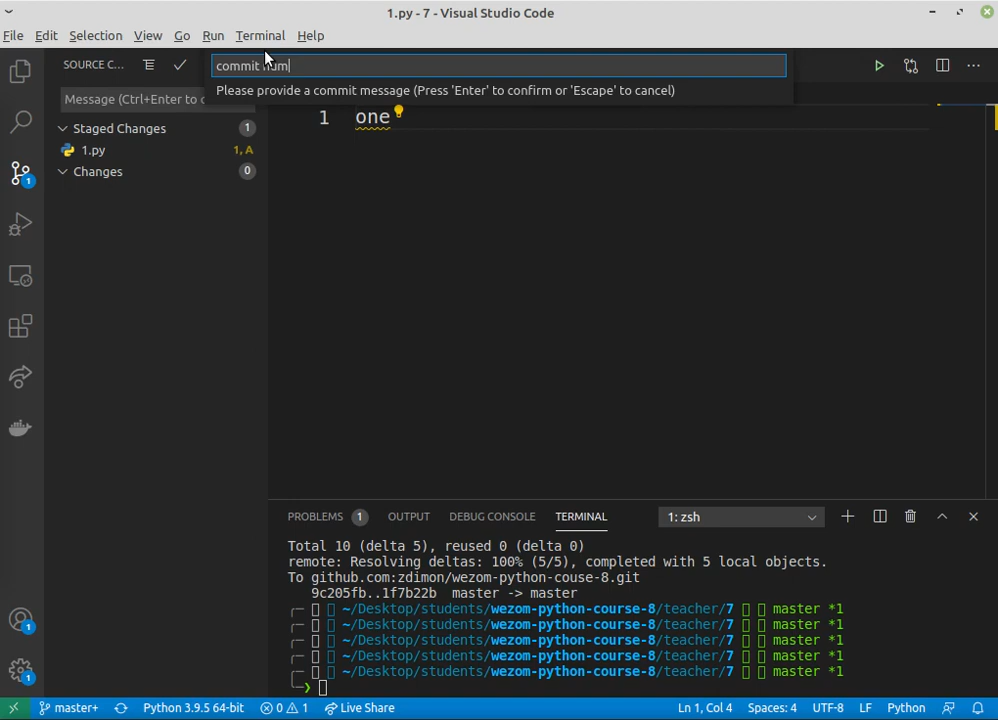 1.py - 7 - Visual Studio Code
File Edit Selection View Go Run Terminal Help
SOURCE C...
commit num
Please provide a commit message (Press 'Enter' to confirm or 'Escape' to cancel)
Message (Ctrl+Enter to c
Staged Changes 1
1.py 1, A
Changes 0
1 one
1
1
1
PROBLEMS 1 OUTPUT DEBUG CONSOLE TERMINAL 1: zsh
Total 10 (delta 5), reused 0 (delta 0)
remote: Resolving deltas: 100% (5/5), completed with 5 local objects.
To github.com:zdimon/wezom-python-couse-8.git
9c205fb..1f7b22b master -> master
~/Desktop/students/wezom-python-course-8/teacher/7 master *1
~/Desktop/students/wezom-python-course-8/teacher/7 master *1
~/Desktop/students/wezom-python-course-8/teacher/7 master *1
~/Desktop/students/wezom-python-course-8/teacher/7 master *1
~/Desktop/students/wezom-python-course-8/teacher/7 master *1
master+ Python 3.9.5 64-bit 0 1 Live Share Ln 1, Col 4 Spaces: 4 UTF-8 LF Python